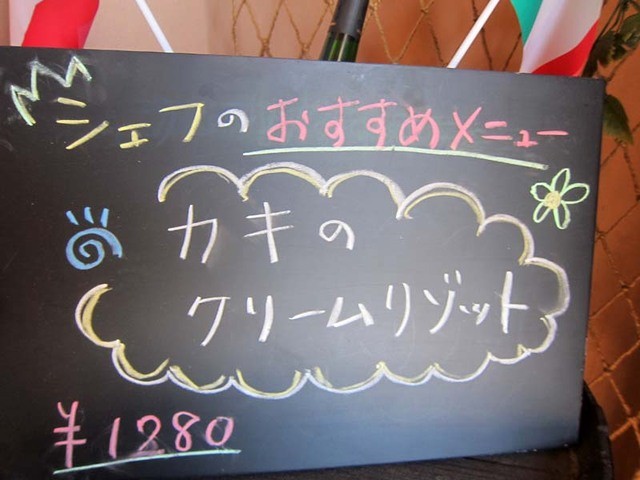 シェフのおすすめメニュー
カキの
クリームリゾット
¥1280